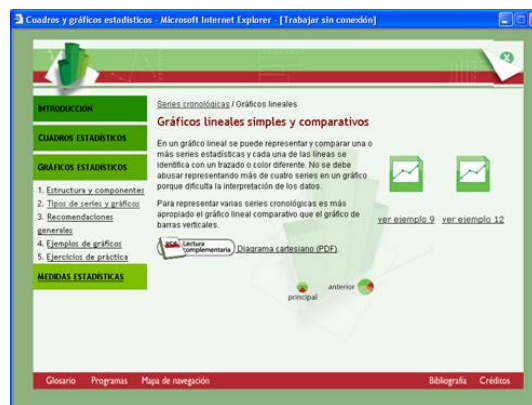 Cuadros y gráficos estadísticos - Microsoft Internet Explorer - [Trabajar sin conexión]
INTRODUCCIÓN
CUADROS ESTADÍSTICOS
GRÁFICOS ESTADÍSTICOS
1. Estructura y componentes
2. Tipos de series y gráficos
3. Recomendaciones
generales
4. Ejemplos de gráficos
5. Ejercicios de práctica
MEDIDAS ESTADÍSTICAS
Series cronológicas / Gráficos lineales
Gráficos lineales simples y comparativos
En un gráfico lineal se puede representar y comparar una o
más series estadísticas y cada una de las líneas se
identifica con un trazado o color diferente. No se debe
abusar representando más de cuatro series en un gráfico
porque dificulta la interpretación de los datos.
Para representar varias series cronológicas es más
apropiado el gráfico lineal comparativo que el gráfico de
barras verticales.
PDF Lectura
complementaria Diagrama cartesiano (PDF).
ver ejemplo 9 ver ejemplo 12
principal
anterior
Glosario Programas Mapa de navegación Bibliografía Créditos